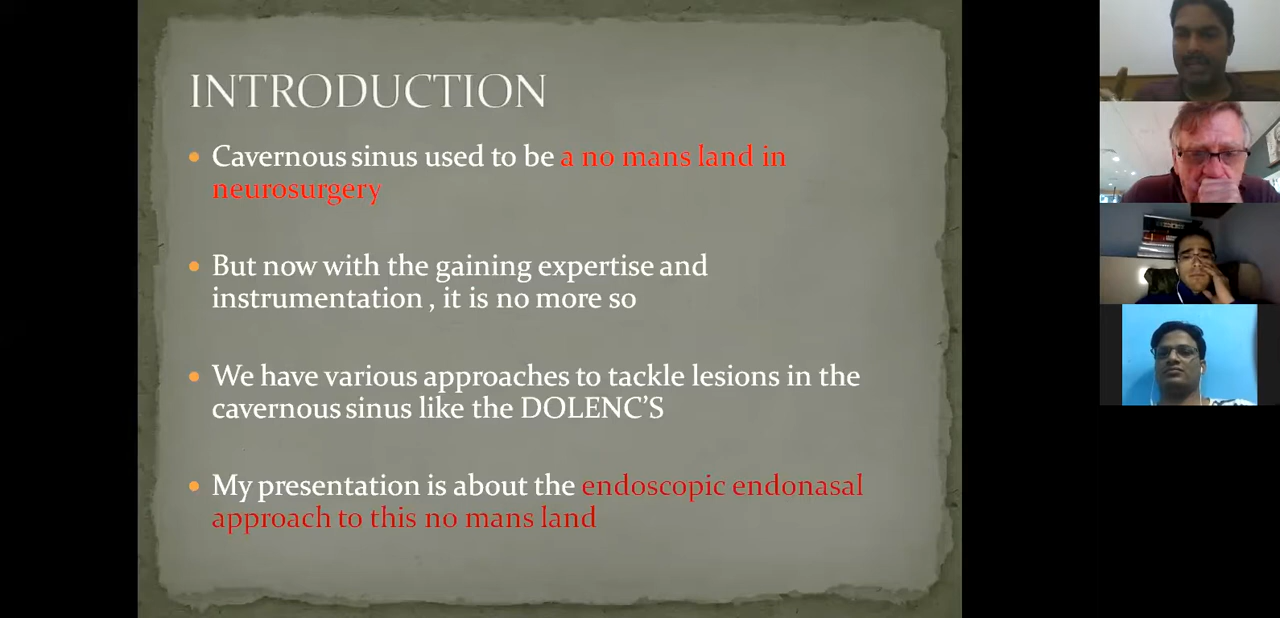 INTRODUCTION
Cavernous sinus used to be a no mans land in
neurosurgery
But now with the gaining expertise and
instrumentation , it is no more so
We have various approaches to tackle lesions in the
cavernous sinus like the DOLENC’S
My presentation is about the endoscopic endonasal
approach to this no mans land